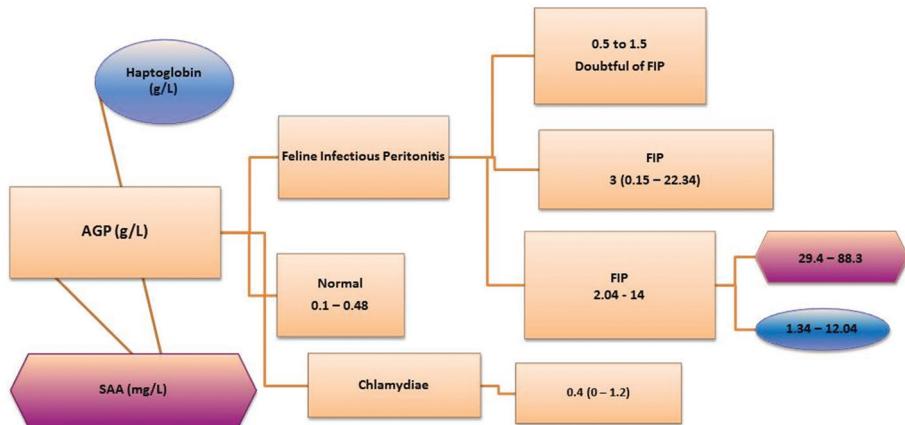 Haptoglobin
(g/L)
AGP (g/L)
SAA (mg/L)
Feline Infectious Peritonitis
Normal
0.1 – 0.48
Chlamydiae
0.5 to 1.5
Doubtful of FIP
FIP
3 (0.15 – 22.34)
FIP
2.04 - 14
0.4 (0 – 1.2)
29.4 – 88.3
1.34 – 12.04